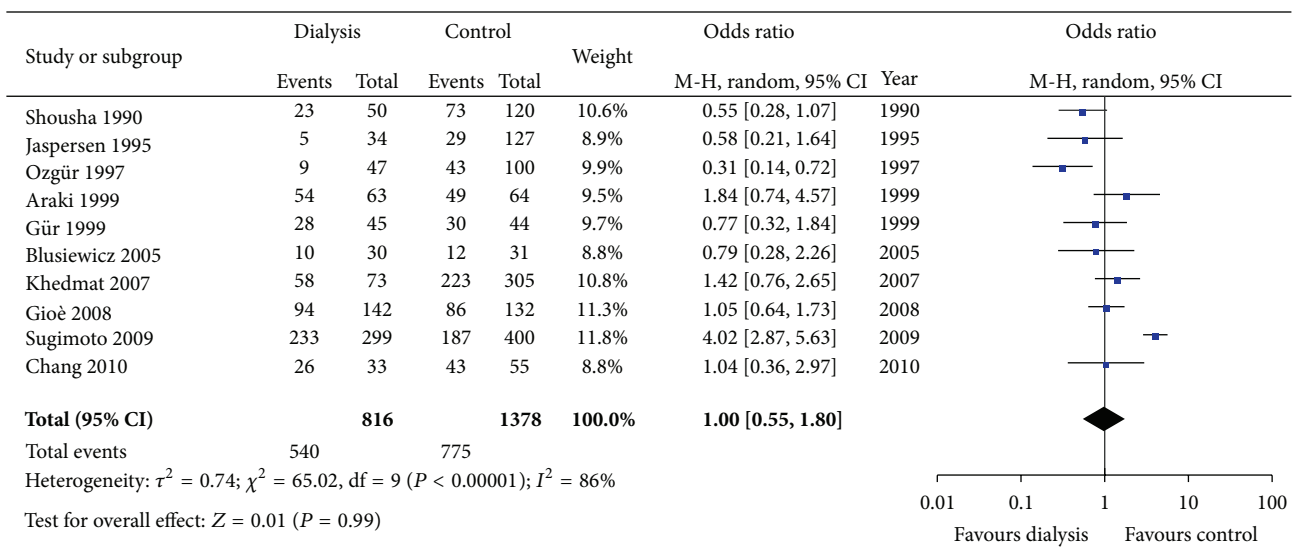 Study or subgroup Dialysis Control Weight Odds ratio Odds ratio
Events Total Events Total M-H, random, 95% CI Year M-H, random, 95% CI
Shousha 1990 23 50 73 120 10.6% 0.55 [0.28, 1.07] 1990
Jaspersen 1995 5 34 29 127 8.9% 0.58 [0.21, 1.64] 1995
Ozgür 1997 9 47 43 100 9.9% 0.31 [0.14, 0.72] 1997
Araki 1999 54 63 49 64 9.5% 1.84 [0.74, 4.57] 1999
Gür 1999 28 45 30 44 9.7% 0.77 [0.32, 1.84] 1999
Blusiewicz 2005 10 30 12 31 8.8% 0.79 [0.28, 2.26] 2005
Khedmat 2007 58 73 223 305 10.8% 1.42 [0.76, 2.65] 2007
Gioè 2008 94 142 86 132 11.3% 1.05 [0.64, 1.73] 2008
Sugimoto 2009 233 299 187 400 11.8% 4.02 [2.87, 5.63] 2009
Chang 2010 26 33 43 55 8.8% 1.04 [0.36, 2.97] 2010
Total (95% CI) 816 1378 100.0% 1.00 [0.55, 1.80]
Total events 540 775
Heterogeneity: τ² = 0.74; χ² = 65.02, df = 9 (P < 0.00001); I² = 86%
Test for overall effect: Z = 0.01 (P = 0.99)
0.01 0.1 1 10 100
Favours dialysis Favours control